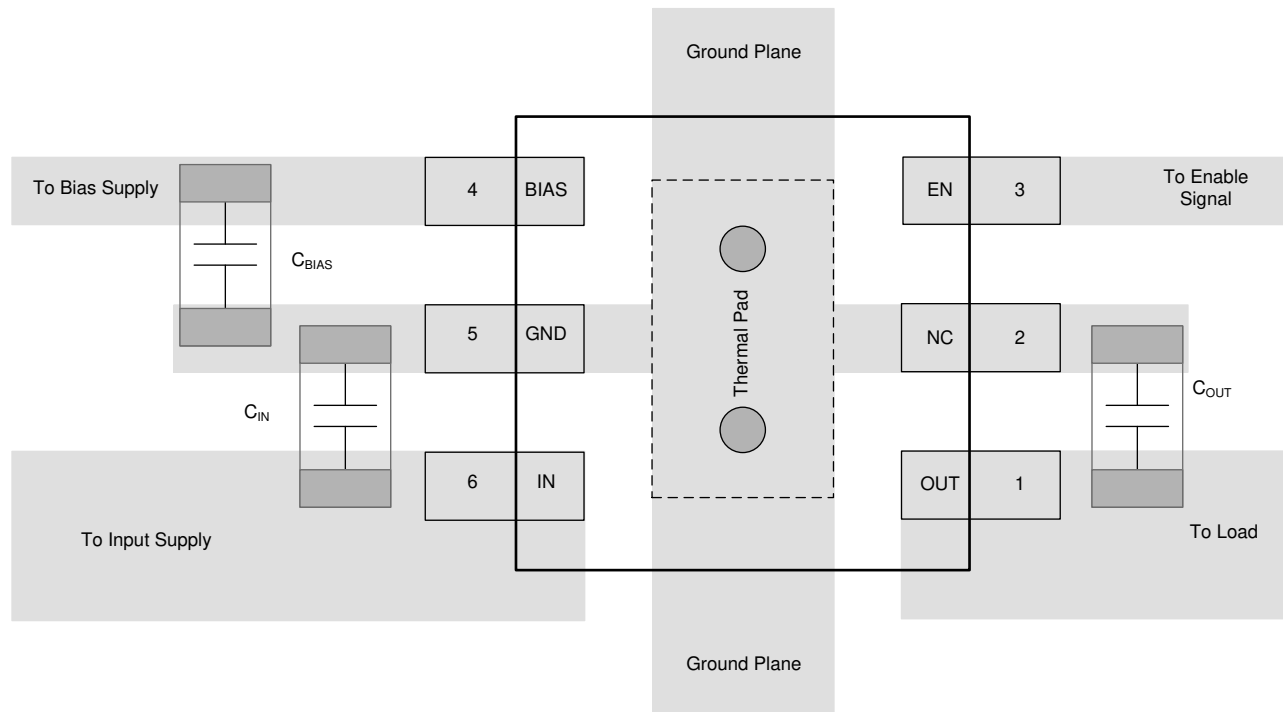 Ground Plane
To Bias Supply
4
BIAS
EN
3
To Enable
Signal
CBIAS
Thermal Pad
5
GND
NC
2
CIN
COUT
6
IN
OUT
1
To Input Supply
To Load
Ground Plane